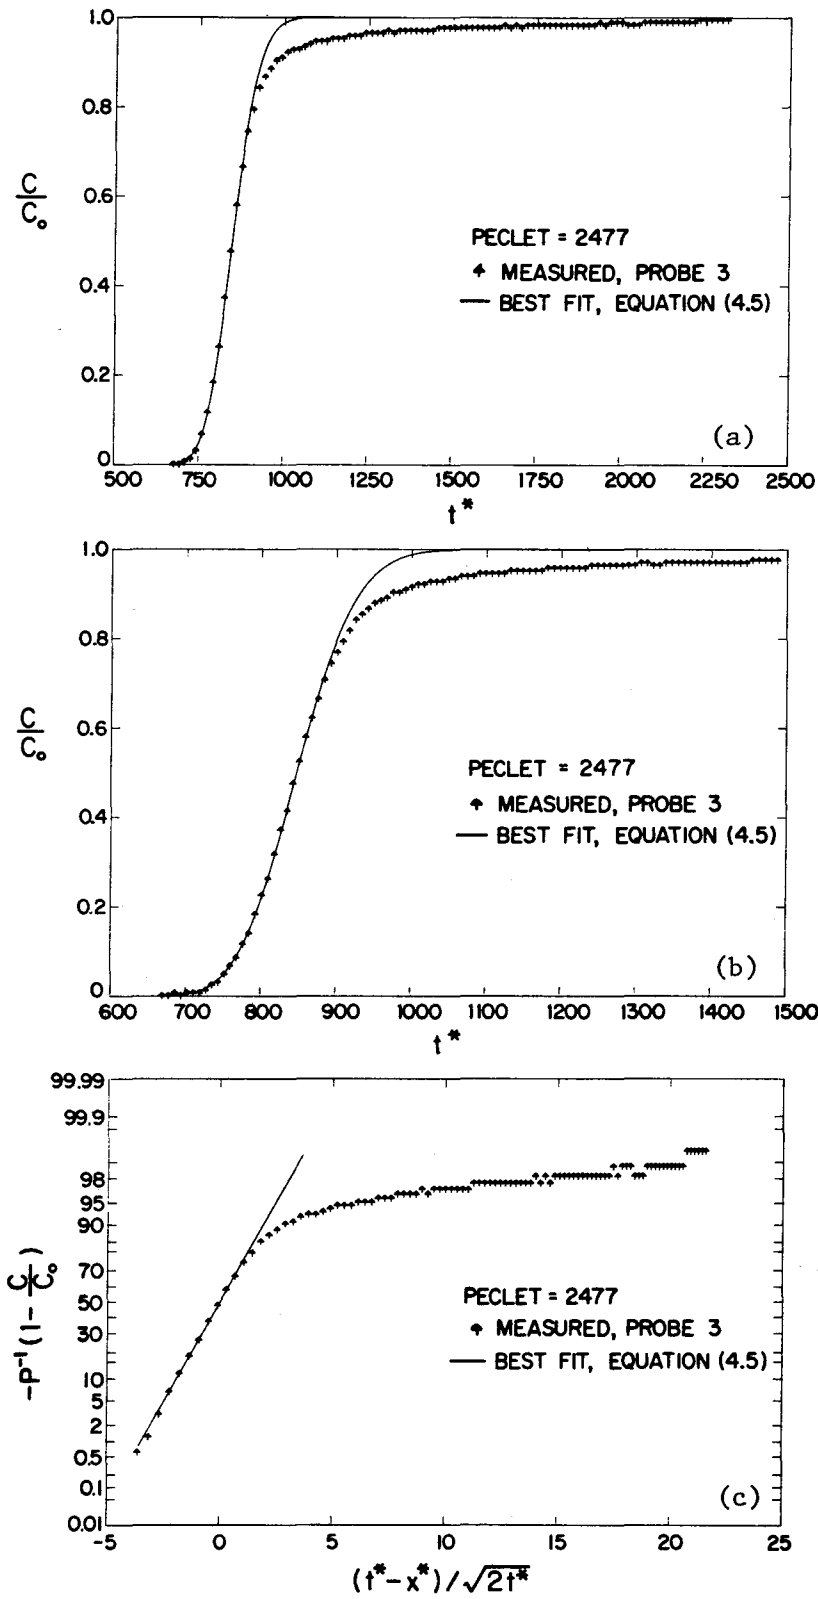 1.0
0.8
0.6
0.4
0.2
0
C/C₀
PECLET = 2477
MEASURED, PROBE 3
BEST FIT, EQUATION (4.5)
(a)
500 750 1000 1250 1500 1750 2000 2250 2500
t*
1.0
0.8
0.6
0.4
0.2
0
C/C₀
PECLET = 2477
MEASURED, PROBE 3
BEST FIT, EQUATION (4.5)
(b)
600 700 800 900 1000 1100 1200 1300 1400 1500
t*
99.99
99.9
98
95
90
70
50
30
10
5
2
0.5
0.1
0.01
-P⁻¹(1-C/C₀)
PECLET = 2477
MEASURED, PROBE 3
BEST FIT, EQUATION (4.5)
(c)
-5 0 5 10 15 20 25
(t*-x*)/√2t*